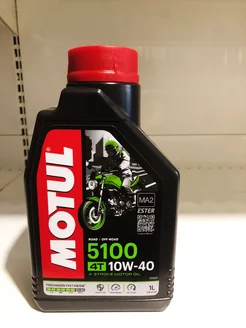 MOTUL
MA2
ESTER
ROAD / OFF-ROAD
5100
4T 10W-40
4-STROKE MOTOR OIL
TECHNOSYNTHESE
1L